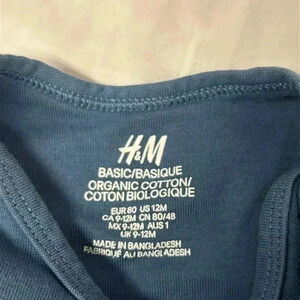 H&M
BASIC/BASIQUE
ORGANIC COTTON/
COTON BIOLOGIQUE
EUR 80 US 12M
CA 9-12M CN 80/48
MX 9-12M AUS 1
UK 9-12M
MADE IN BANGLADESH
FABRIQUÉ AU BANGLADESH